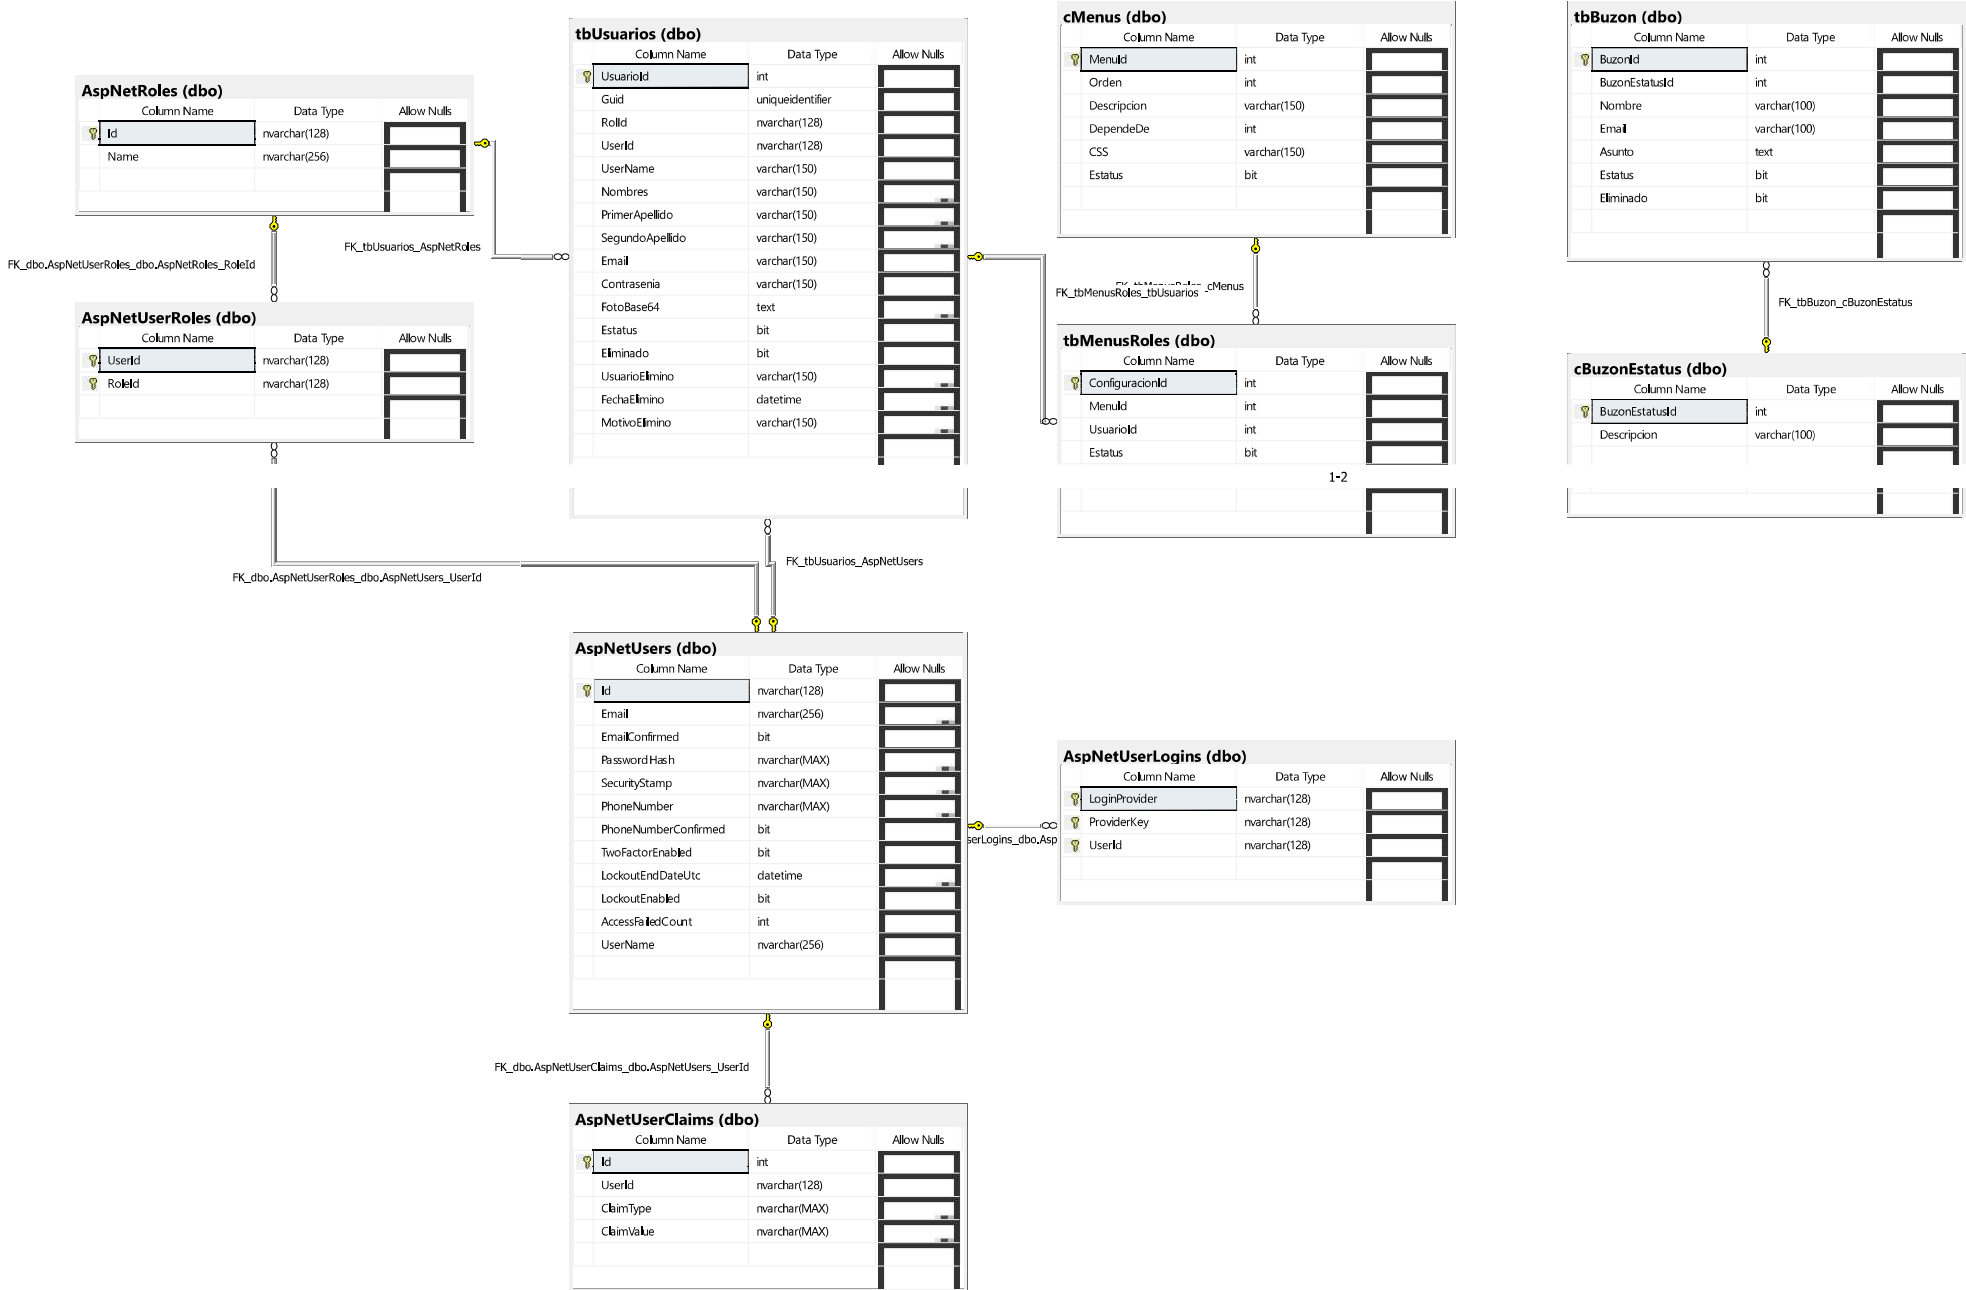 AspNetRoles (dbo)
Column Name Data Type Allow Nulls
Id nvarchar(128)
Name nvarchar(256)
FK_dbo.AspNetUserRoles_dbo.AspNetRoles_RoleId
FK_tbUsuarios_AspNetRoles
AspNetUserRoles (dbo)
Column Name Data Type Allow Nulls
UserId nvarchar(128)
RoleId nvarchar(128)
tbUsuarios (dbo)
Column Name Data Type Allow Nulls
UsuarioId int
Guid uniqueidentifier
RolId nvarchar(128)
UserId nvarchar(128)
UserName varchar(150)
Nombres varchar(150)
PrimerApellido varchar(150)
SegundoApellido varchar(150)
Email varchar(150)
Contrasenia varchar(150)
FotoBase64 text
Estatus bit
Eliminado bit
UsuarioElimino varchar(150)
FechaElimino datetime
MotivoElimino varchar(150)
cMenus (dbo)
Column Name Data Type Allow Nulls
MenuId int
Orden int
Descripcion varchar(150)
DependeDe int
CSS varchar(150)
Estatus bit
_cMenus
FK_tbMenusRoles_tbUsuarios
tbMenusRoles (dbo)
Column Name Data Type Allow Nulls
ConfiguracionId int
MenuId int
UsuarioId int
Estatus bit
1-2
tbBuzon (dbo)
Column Name Data Type Allow Nulls
BuzonId int
BuzonEstatusId int
Nombre varchar(100)
Email varchar(100)
Asunto text
Estatus bit
Eliminado bit
FK_tbBuzon_cBuzonEstatus
cBuzonEstatus (dbo)
Column Name Data Type Allow Nulls
BuzonEstatusId int
Descripcion varchar(100)
FK_tbUsuarios_AspNetUsers
FK_dbo.AspNetUserRoles_dbo.AspNetUsers_UserId
AspNetUsers (dbo)
Column Name Data Type Allow Nulls
Id nvarchar(128)
Email nvarchar(256)
EmailConfirmed bit
PasswordHash nvarchar(MAX)
SecurityStamp nvarchar(MAX)
PhoneNumber nvarchar(MAX)
PhoneNumberConfirmed bit
TwoFactorEnabled bit
LockoutEndDateUtc datetime
LockoutEnabled bit
AccessFailedCount int
UserName nvarchar(256)
serLogins_dbo.Asp
AspNetUserLogins (dbo)
Column Name Data Type Allow Nulls
LoginProvider nvarchar(128)
ProviderKey nvarchar(128)
UserId nvarchar(128)
FK_dbo.AspNetUserClaims_dbo.AspNetUsers_UserId
AspNetUserClaims (dbo)
Column Name Data Type Allow Nulls
Id int
UserId nvarchar(128)
ClaimType nvarchar(MAX)
ClaimValue nvarchar(MAX)